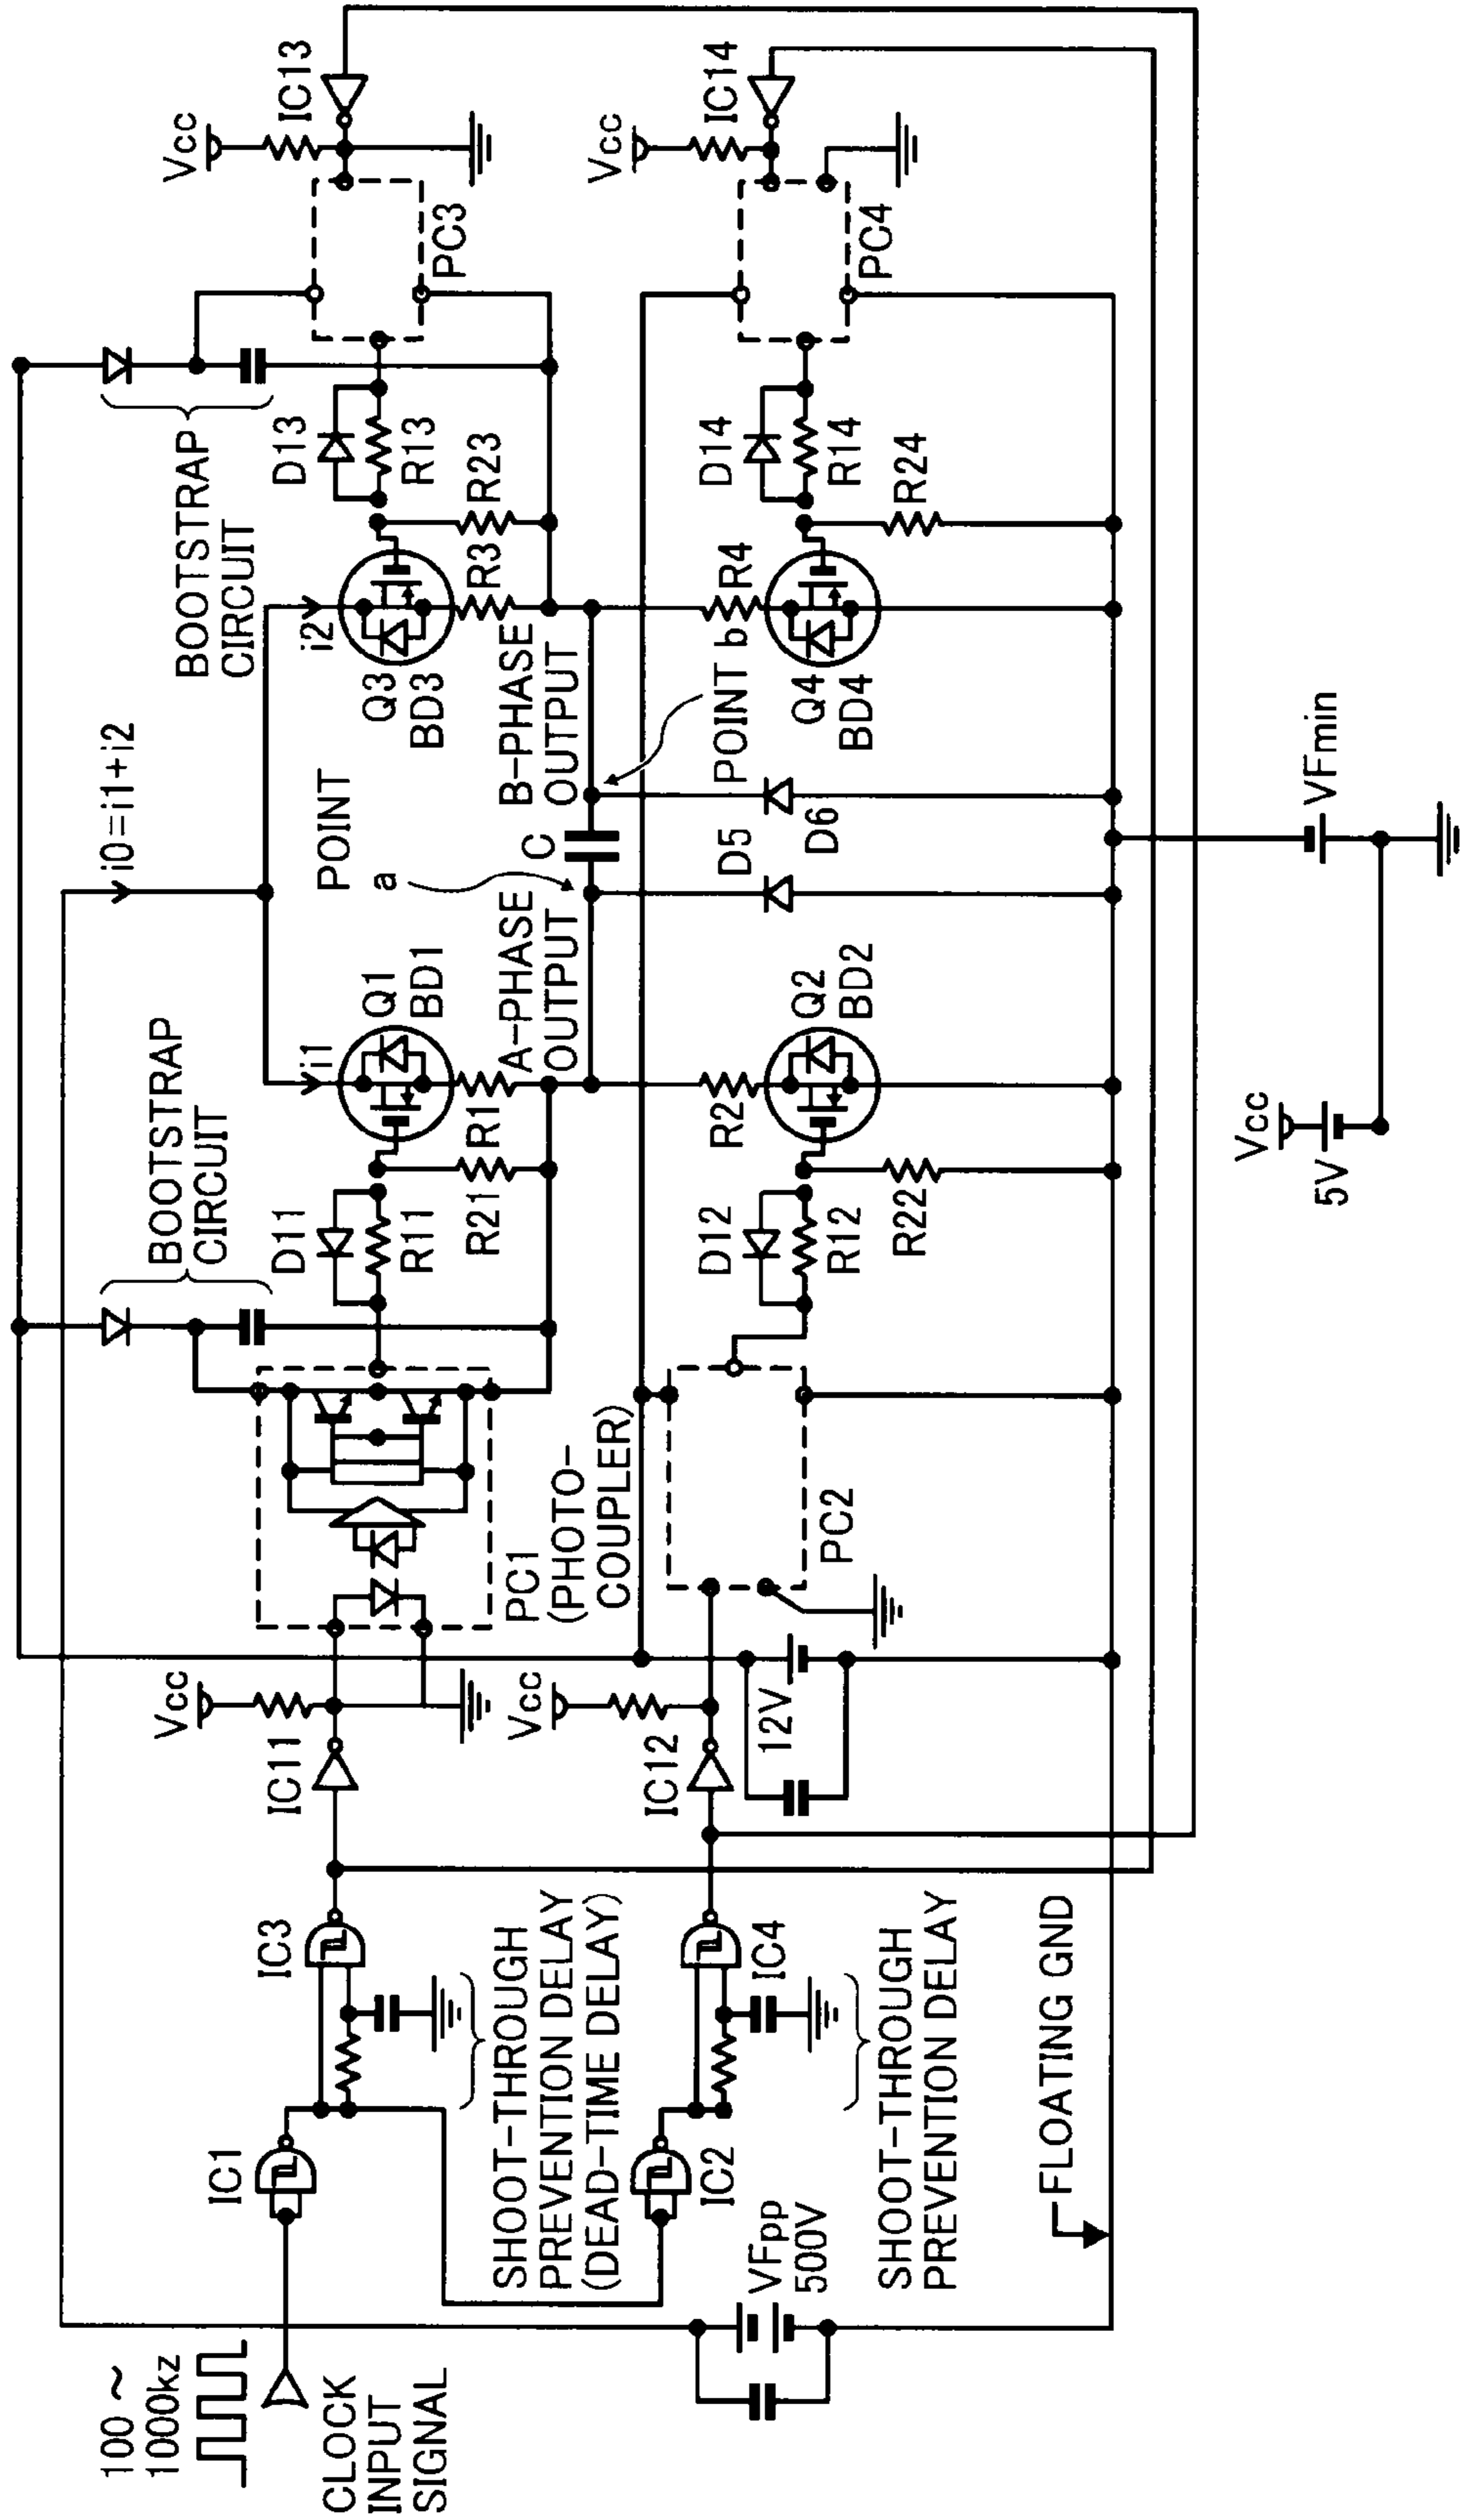 100 ~
1000kz
CLOCK
INPUT
SIGNAL
IC1
IC3
SHOOT-THROUGH
PREVENTION DELAY
(DEAD-TIME DELAY)
IC2
IC4
SHOOT-THROUGH
PREVENTION DELAY
VFpp
500V
FLOATING GND
Vcc
IC11
Vcc
IC12
12V
PC1
(PHOTO-
COUPLER)
PC2
BOOTSTRAP
CIRCUIT
D11
R11
R21
R1
i1
Q1
BD1
A-PHASE
OUTPUT
D12
R12
R22
R2
Q2
BD2
i0=i1+i2
POINT
a
C
D5
D6
POINT b
B-PHASE
OUTPUT
i2
Q3
BD3
R3
R23
D13
R13
BOOTSTRAP
CIRCUIT
Q4
BD4
R4
R24
D14
R14
PC3
PC4
Vcc
IC13
Vcc
IC14
VFmin
Vcc
5V